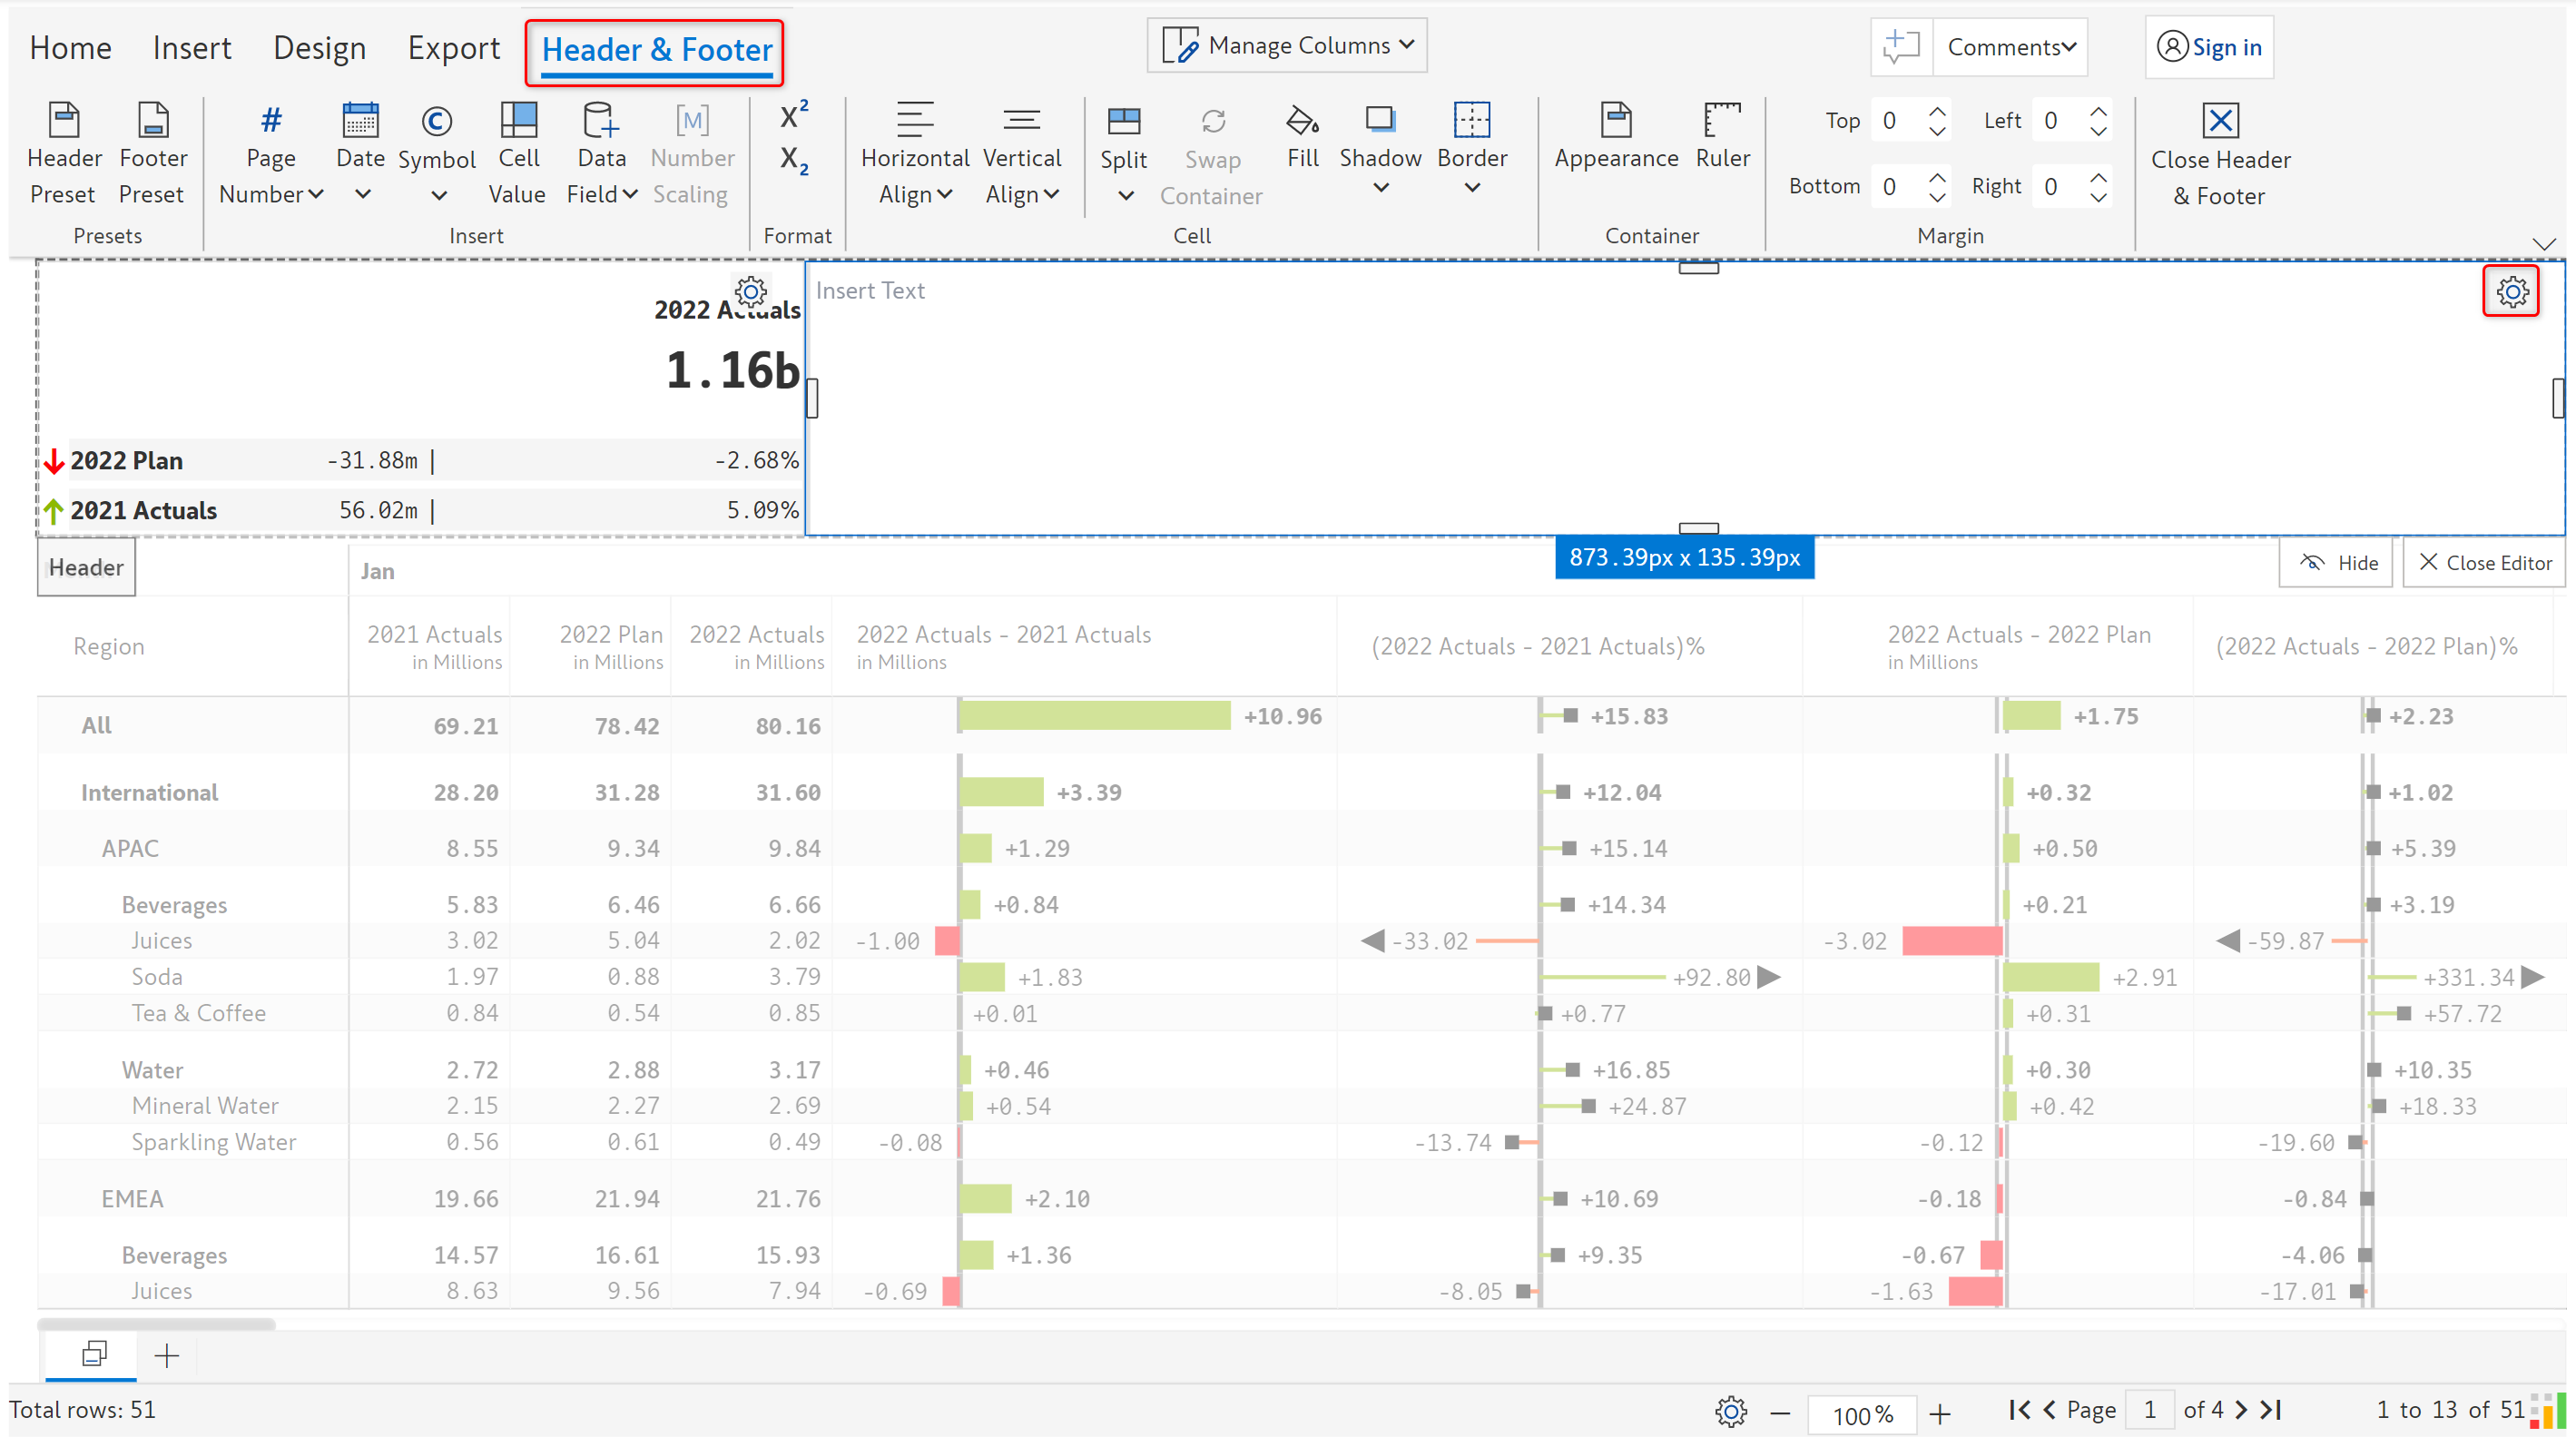 Home Insert Design Export Header & Footer Manage Columns Comments Sign in
Header Preset Footer Preset Page Number Date Symbol Cell Value Data Field [M] Number Scaling X² X₂ Horizontal Align Vertical Align Split Swap Container Fill Shadow Border Appearance Ruler Top 0 Left 0 Bottom 0 Right 0 Close Header & Footer
Presets Insert Format Cell Container Margin
Insert Text
2022 Actuals
1.16b
2022 Plan -31.88m | -2.68%
2021 Actuals 56.02m | 5.09%
Header Jan 873.39px x 135.39px Hide Close Editor
Region 2021 Actuals in Millions 2022 Plan in Millions 2022 Actuals in Millions 2022 Actuals - 2021 Actuals in Millions (2022 Actuals - 2021 Actuals)% 2022 Actuals - 2022 Plan in Millions (2022 Actuals - 2022 Plan)%
All 69.21 78.42 80.16 +10.96 +15.83 +1.75 +2.23
International 28.20 31.28 31.60 +3.39 +12.04 +0.32 +1.02
APAC 8.55 9.34 9.84 +1.29 +15.14 +0.50 +5.39
Beverages 5.83 6.46 6.66 +0.84 +14.34 +0.21 +3.19
Juices 3.02 5.04 2.02 -1.00 -33.02 -3.02 -59.87
Soda 1.97 0.88 3.79 +1.83 +92.80 +2.91 +331.34
Tea & Coffee 0.84 0.54 0.85 +0.01 +0.77 +0.31 +57.72
Water 2.72 2.88 3.17 +0.46 +16.85 +0.30 +10.35
Mineral Water 2.15 2.27 2.69 +0.54 +24.87 +0.42 +18.33
Sparkling Water 0.56 0.61 0.49 -0.08 -13.74 -0.12 -19.60
EMEA 19.66 21.94 21.76 +2.10 +10.69 -0.18 -0.84
Beverages 14.57 16.61 15.93 +1.36 +9.35 -0.67 -4.06
Juices 8.63 9.56 7.94 -0.69 -8.05 -1.63 -17.01
Total rows: 51 100% Page 1 of 4 1 to 13 of 51